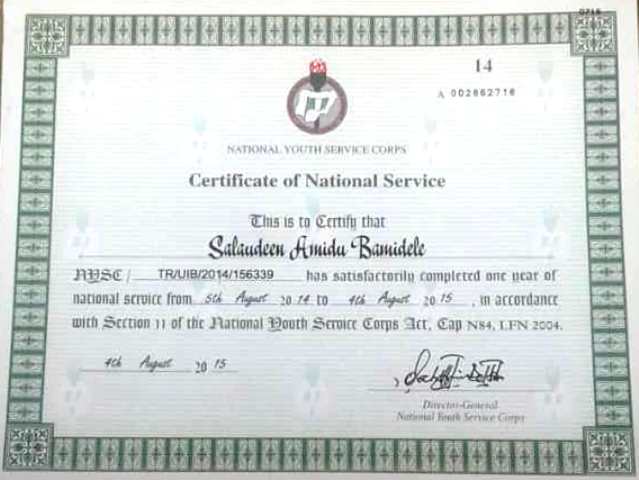 0718
14
A 002662718
NATIONAL YOUTH SERVICE CORPS
Certificate of National Service
This is to Certify that
Salaudeen Amidu Bamidele
NYSC/ TR/UIB/2014/156339 has satisfactorily completed one year of
national service from 5th August 2014 to 4th August 2015, in accordance
with Section 11 of the National Youth Service Corps Act, Cap N84, LFN 2004.
4th August 2015
Director-General
National Youth Service Corps